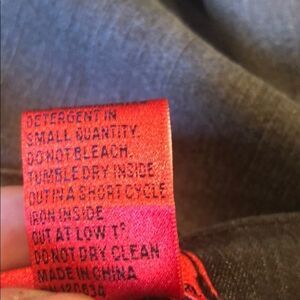 DETERGENT IN
SMALL QUANTITY.
DO NOT BLEACH.
TUMBLE DRY INSIDE
OUT IN A SHORT CYCLE
IRON INSIDE
OUT AT LOW T°
DO NOT DRY CLEAN
MADE IN CHINA